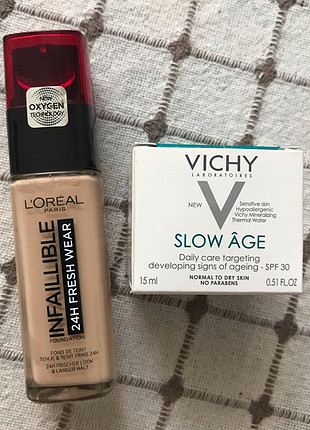 NEW
OXYGEN
TECHNOLOGY
L'ORÉAL
PARIS
INFAILLIBLE
24H FRESH WEAR
FOUNDATION
FOND DE TEINT
TENUE & TEINT FRAIS 24H
24H FRISCHER LOOK
& LANGER HALT
VICHY
LABORATOIRES
NEW
Sensitive skin
Hypoallergenic
Vichy Mineralizing
Thermal Water
SLOW ÂGE
Daily care targeting
developing signs of ageing - SPF 30
15 ml
NORMAL TO DRY SKIN
NO PARABENS
0.51 FL.OZ